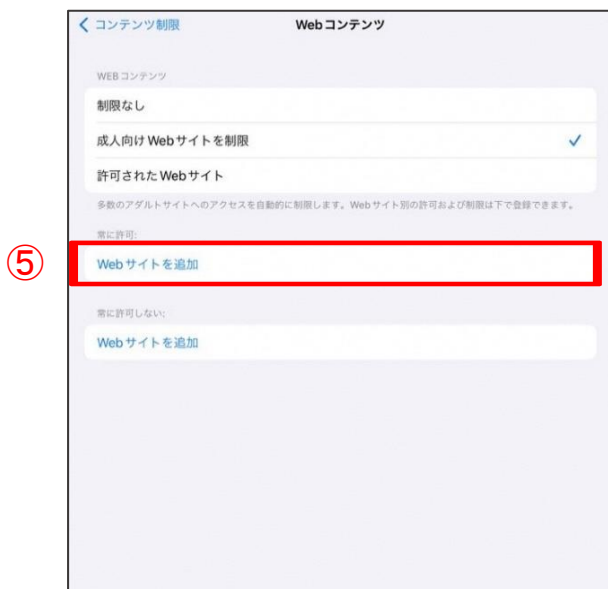 コンテンツ制限
Webコンテンツ
WEBコンテンツ
制限なし
成人向けWebサイトを制限
許可されたWebサイト
多数のアダルトサイトへのアクセスを自動的に制限します。Webサイト別の許可および制限は下で登録できます。
常に許可:
⑤
Webサイトを追加
常に許可しない:
Webサイトを追加